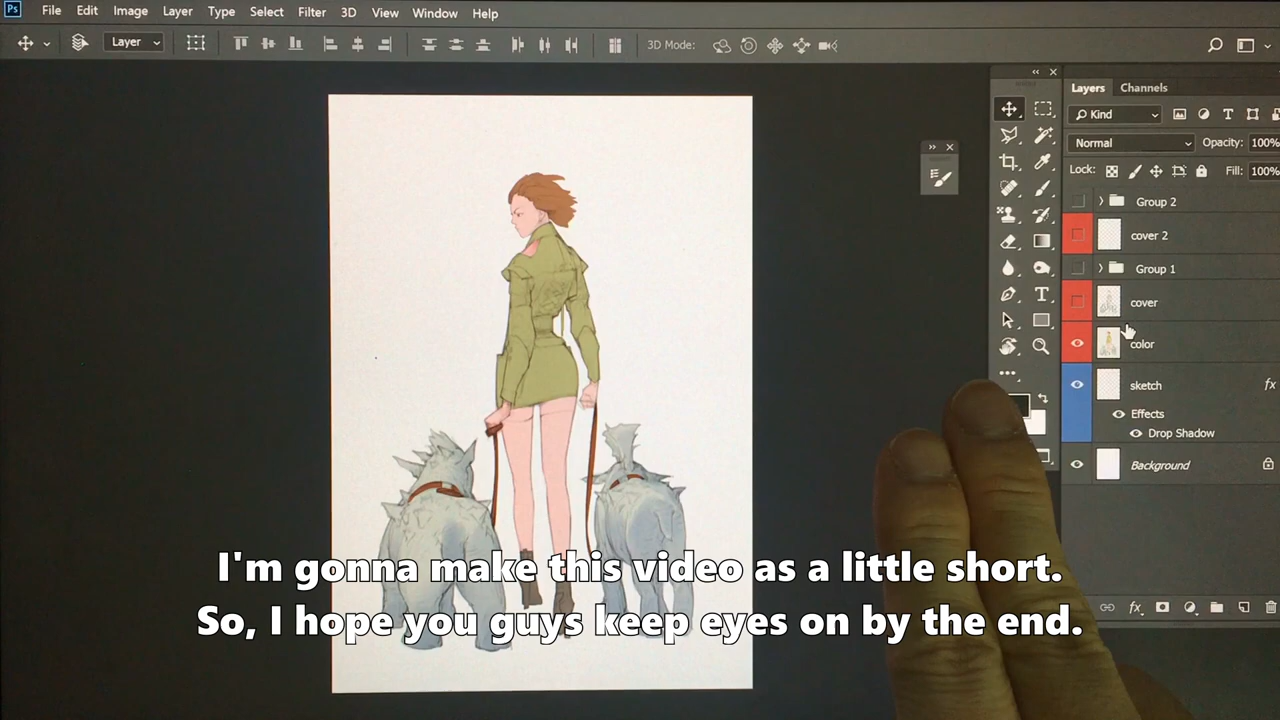 Ps File Edit Image Layer Type Select Filter 3D View Window Help
Layer 3D Mode:
Layers Channels
Kind
Normal Opacity: 100%
Lock: Fill: 100%
Group 2
cover 2
Group 1
cover
color
sketch fx
Effects
Drop Shadow
Background
fx
I'm gonna make this video as a little short.
So, I hope you guys keep eyes on by the end.